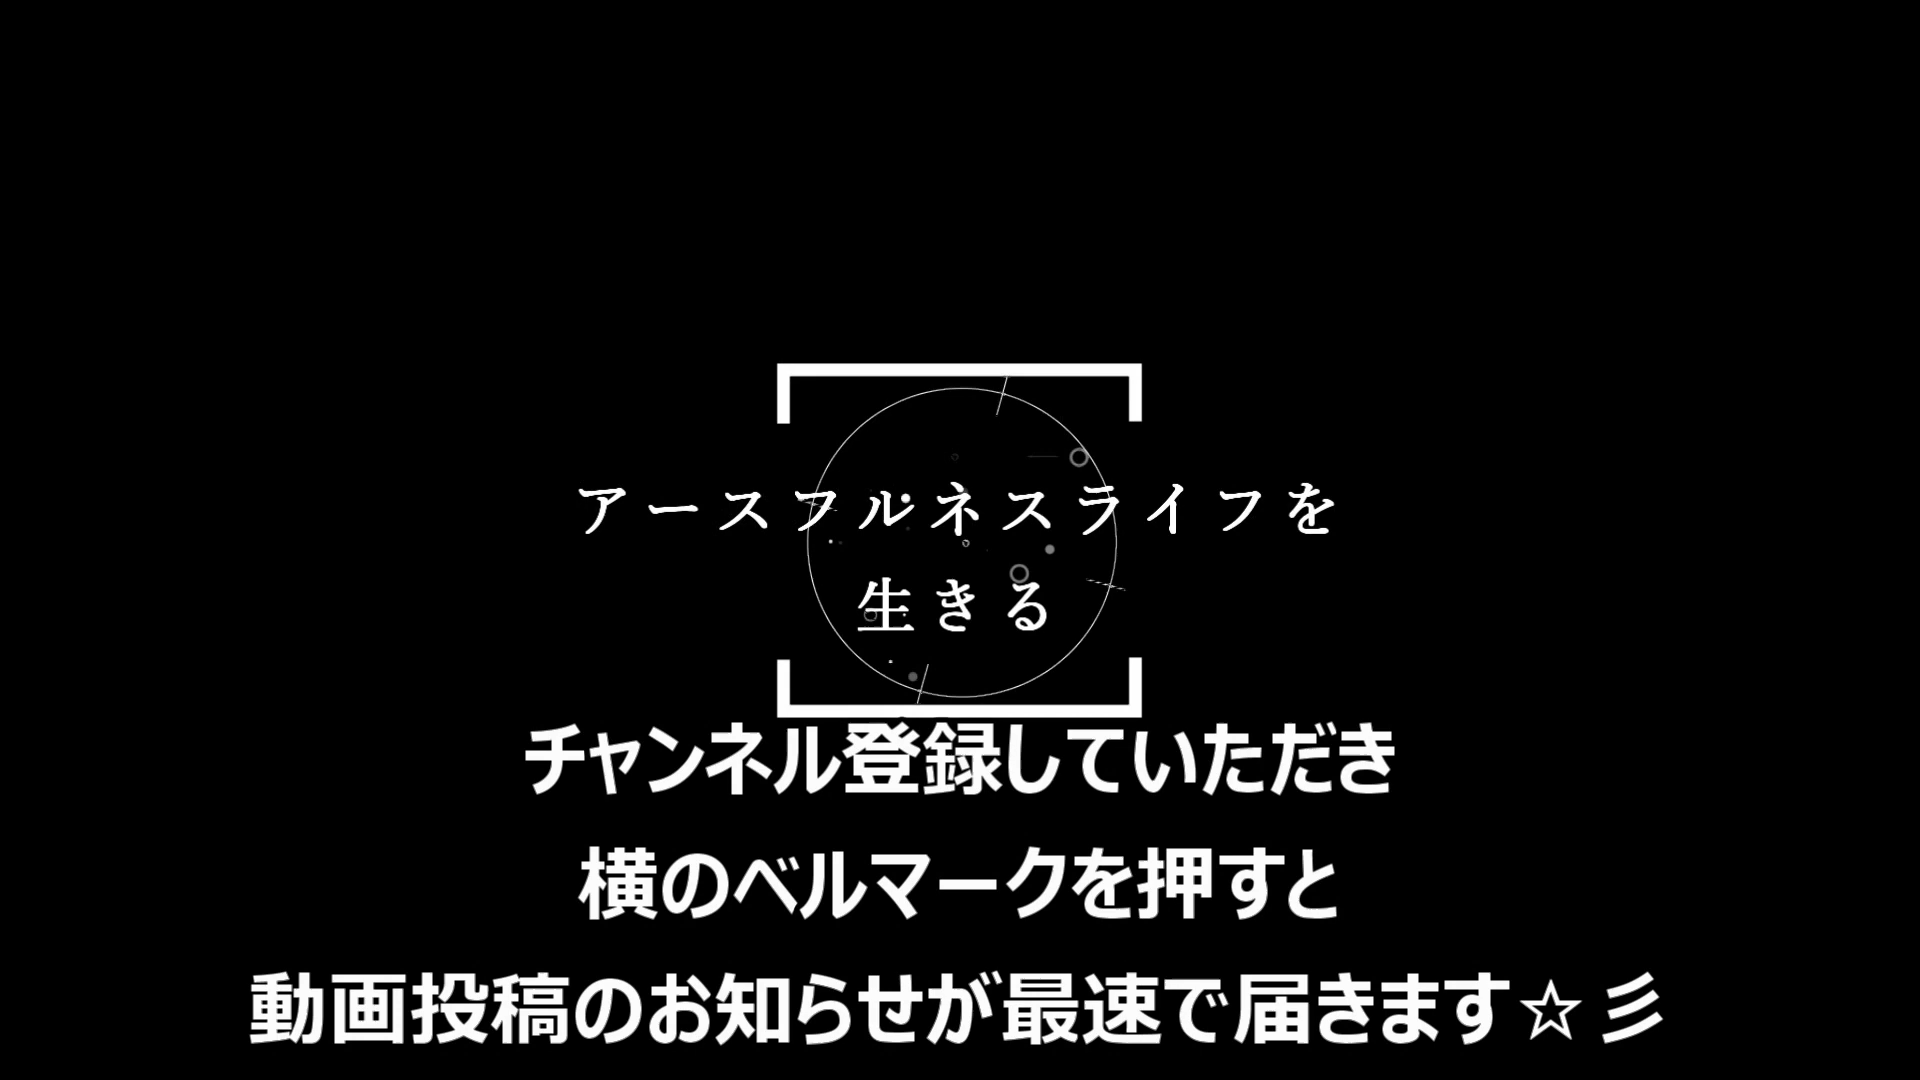 アースフルネスライフを
生きる
チャンネル登録していただき
横のベルマークを押すと
動画投稿のお知らせが最速で届きます☆彡